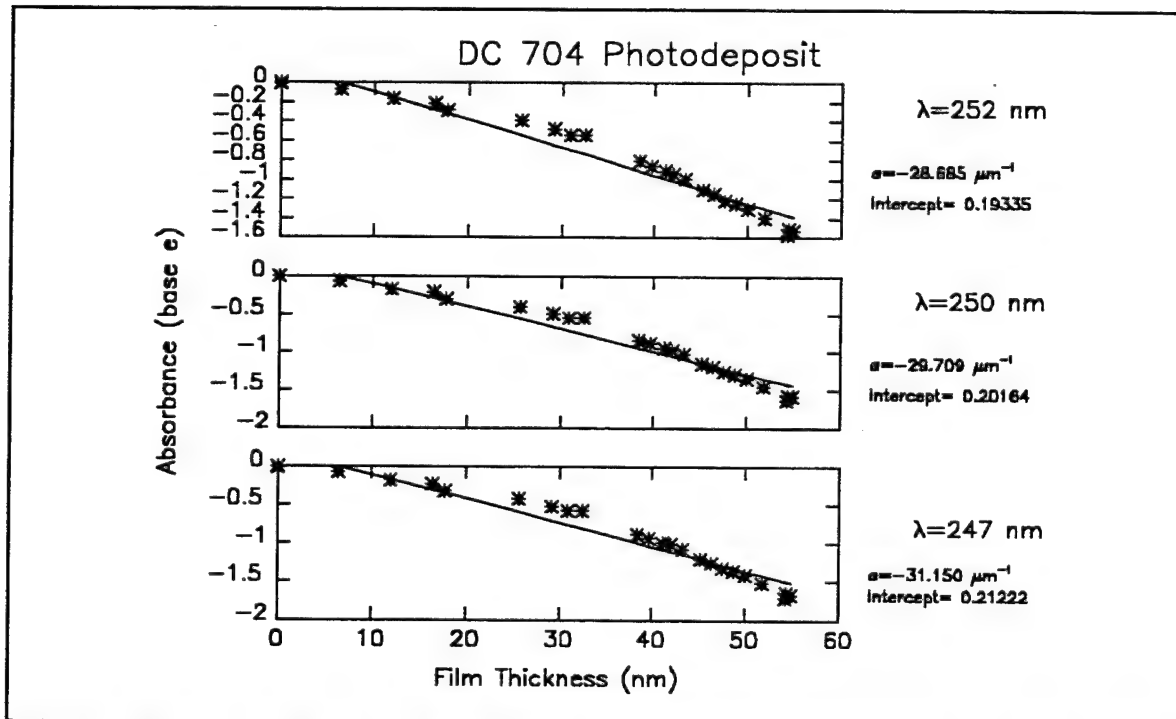 DC 704 Photodeposit
Absorbance (base e)
0
−0.2
−0.4
−0.6
−0.8
−1
−1.2
−1.4
−1.6
λ=252 nm
α=−28.685 μm⁻¹
Intercept= 0.19335
0
−0.5
−1
−1.5
−2
λ=250 nm
α=−29.709 μm⁻¹
Intercept= 0.20164
0
−0.5
−1
−1.5
−2
λ=247 nm
α=−31.150 μm⁻¹
Intercept= 0.21222
0 10 20 30 40 50 60
Film Thickness (nm)